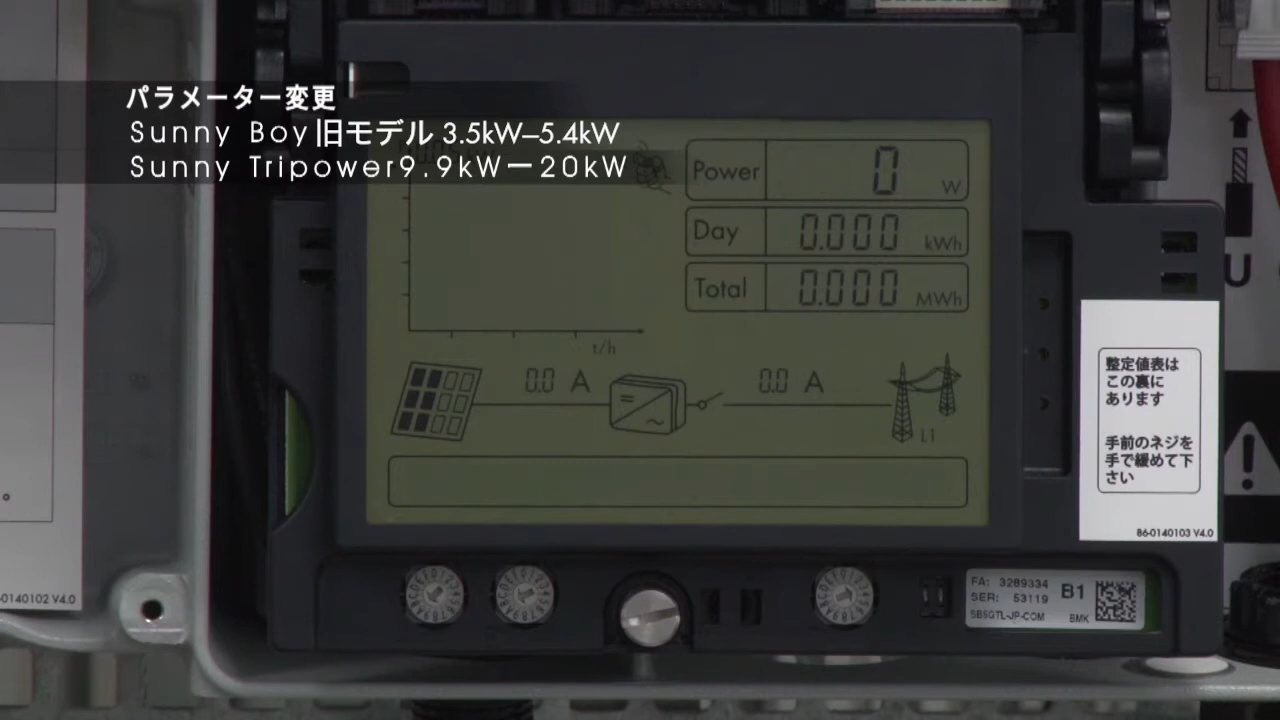 パラメーター変更
Sunny Boy旧モデル 3.5kW–5.4kW
Sunny Tripower9.9kWー20kW
Power 0 W
Day 0.000 kWh
Total 0.000 MWh
t/h
0.0 A 0.0 A
L1
整定値表は
この裏に
あります
手前のネジを
手で緩めて下
さい
86-0140103 V4.0
U
。
-0140102 V4.0
FA: 3289334
SER: 53119
B1
SB5GTL-JP-COM
BMK